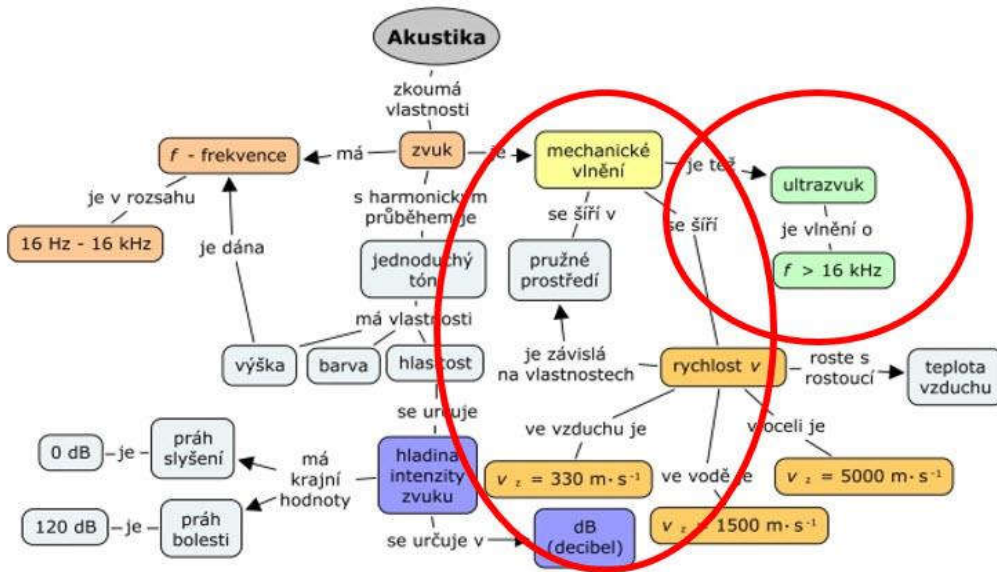 Akustika
zkoumá
vlastnosti
f - frekvence
má
zvuk
je
mechanické
vlnění
je též
ultrazvuk
je v rozsahu
s harmonickým
průběhem je
se šíří v
se šíří
je vlnění o
16 Hz - 16 kHz
je dána
jednoduchý
tón
pružné
prostředí
f > 16 kHz
má vlastnosti
výška
barva
hlasitost
je závislá
na vlastnostech
rychlost v
roste s
rostoucí
teplota
vzduchu
se určuje
ve vzduchu je
v oceli je
0 dB
je
práh
slyšení
má
krajní
hodnoty
hladina
intenzity
zvuku
v z = 330 m· s⁻¹
ve vodě je
v z = 5000 m· s⁻¹
120 dB
je
práh
bolesti
se určuje v
dB
(decibel)
v z = 1500 m· s⁻¹